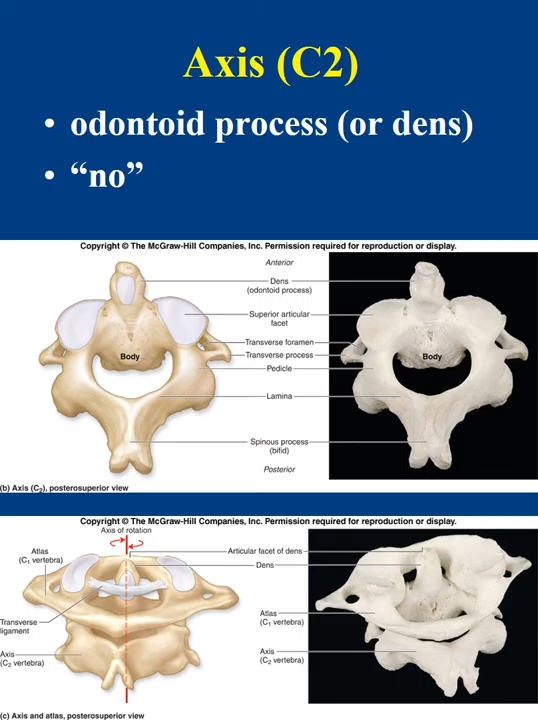 Axis (C2)
• odontoid process (or dens)
• “no”
Copyright © The McGraw-Hill Companies, Inc. Permission required for reproduction or display.
Anterior
Dens
(odontoid process)
Superior articular
facet
Transverse foramen
Transverse process
Body
Body
Pedicle
Lamina
Spinous process
(bifid)
Posterior
(b) Axis (C2), posterosuperior view
Copyright © The McGraw-Hill Companies, Inc. Permission required for reproduction or display.
Axis of rotation
Atlas
(C1 vertebra)
Articular facet of dens
Dens
Transverse
ligament
Atlas
(C1 vertebra)
Axis
(C2 vertebra)
Axis
(C2 vertebra)
(c) Axis and atlas, posterosuperior view